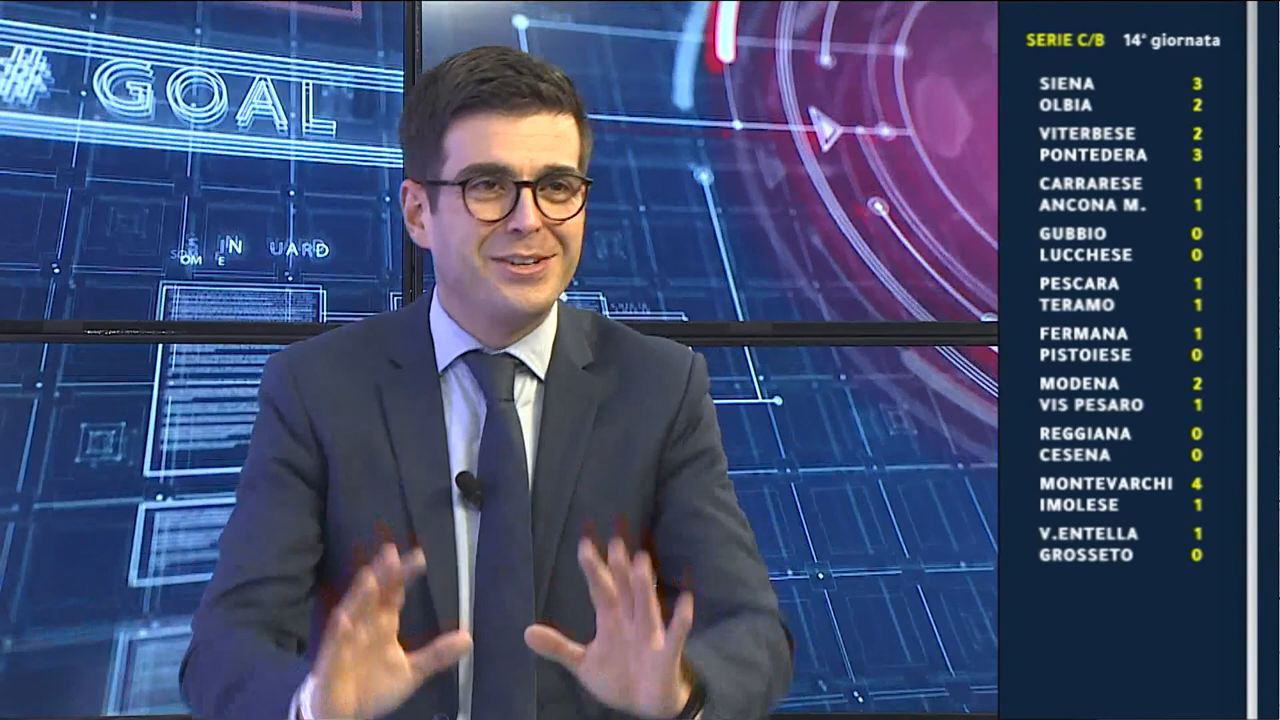 # GOAL
SERIE C/B 14ª giornata
SIENA 3
OLBIA 2
VITERBESE 2
PONTEDERA 3
CARRARESE 1
ANCONA M. 1
GUBBIO 0
LUCCHESE 0
PESCARA 1
TERAMO 1
FERMANA 1
PISTOIESE 0
MODENA 2
VIS PESARO 1
REGGIANA 0
CESENA 0
MONTEVARCHI 4
IMOLESE 1
V.ENTELLA 1
GROSSETO 0